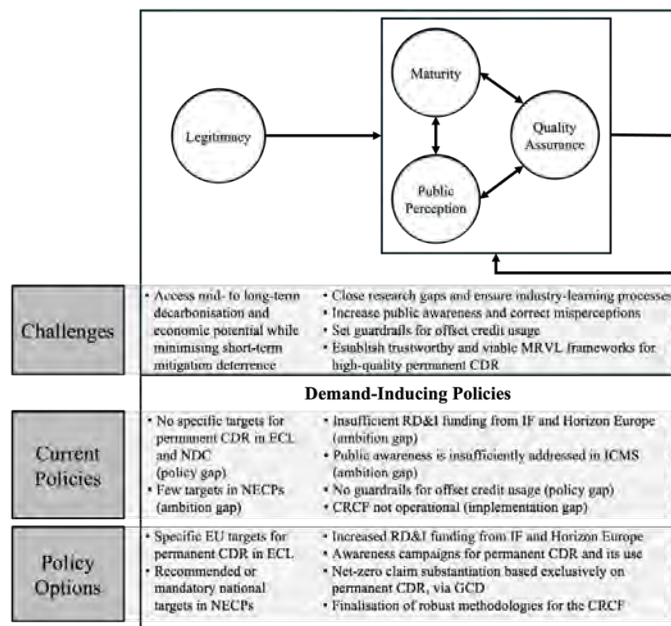 Maturity
Legitimacy
Quality
Assurance
Public
Perception
Challenges
• Access mid- to long-term
decarbonisation and
economic potential while
minimising short-term
mitigation deterrence
• Close research gaps and ensure industry-learning processes
• Increase public awareness and correct misperceptions
• Set guardrails for offset credit usage
• Establish trustworthy and viable MRVL frameworks for
high-quality permanent CDR
Demand-Inducing Policies
Current
Policies
• No specific targets for
permanent CDR in ECL
and NDC
(policy gap)
• Few targets in NECPs
(ambition gap)
• Insufficient RD&I funding from IF and Horizon Europe
(ambition gap)
• Public awareness is insufficiently addressed in ICMS
(ambition gap)
• No guardrails for offset credit usage (policy gap)
• CRCF not operational (implementation gap)
Policy
Options
• Specific EU targets for
permanent CDR in ECL
• Recommended or
mandatory national
targets in NECPs
• Increased RD&I funding from IF and Horizon Europe
• Awareness campaigns for permanent CDR and its use
• Net-zero claim substantiation based exclusively on
permanent CDR, via GCD
• Finalisation of robust methodologies for the CRCF